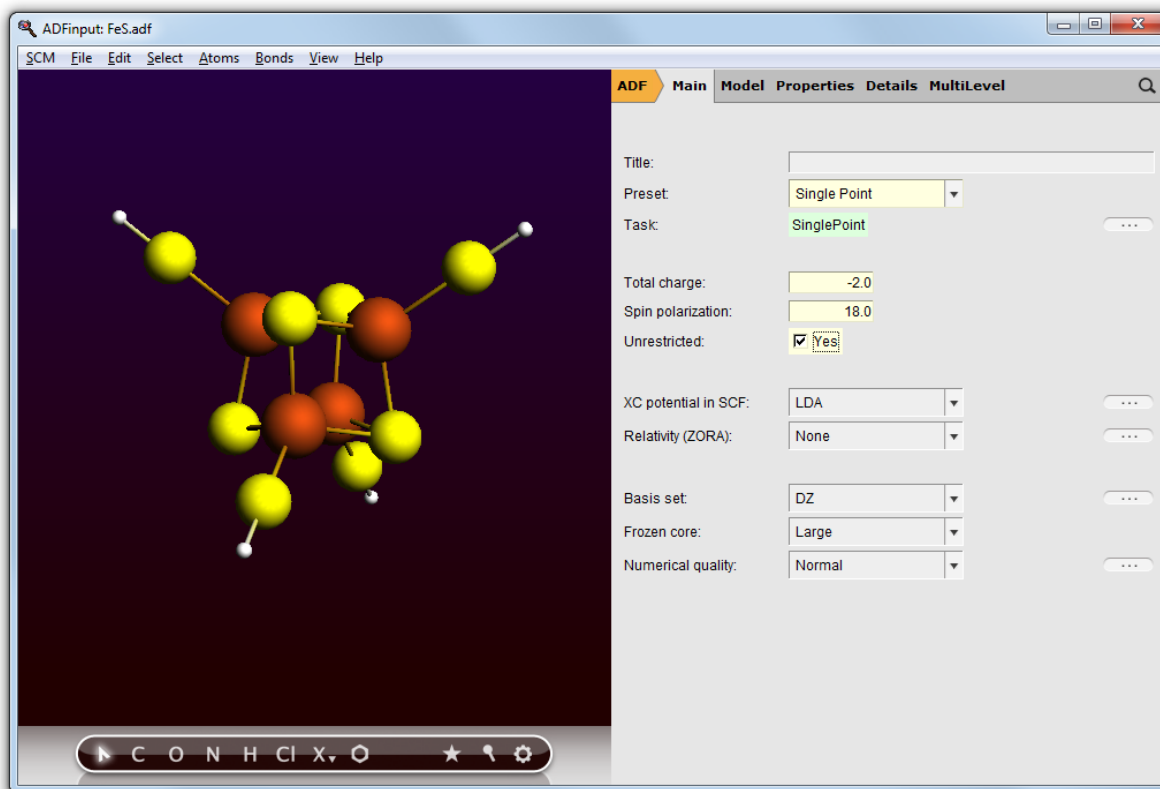 ADFinput: FeS.adf
SCM File Edit Select Atoms Bonds View Help
ADF Main Model Properties Details MultiLevel
Title:
Preset: Single Point
Task: SinglePoint
Total charge: -2.0
Spin polarization: 18.0
Unrestricted: Yes
XC potential in SCF: LDA
Relativity (ZORA): None
Basis set: DZ
Frozen core: Large
Numerical quality: Normal
C O N H Cl X